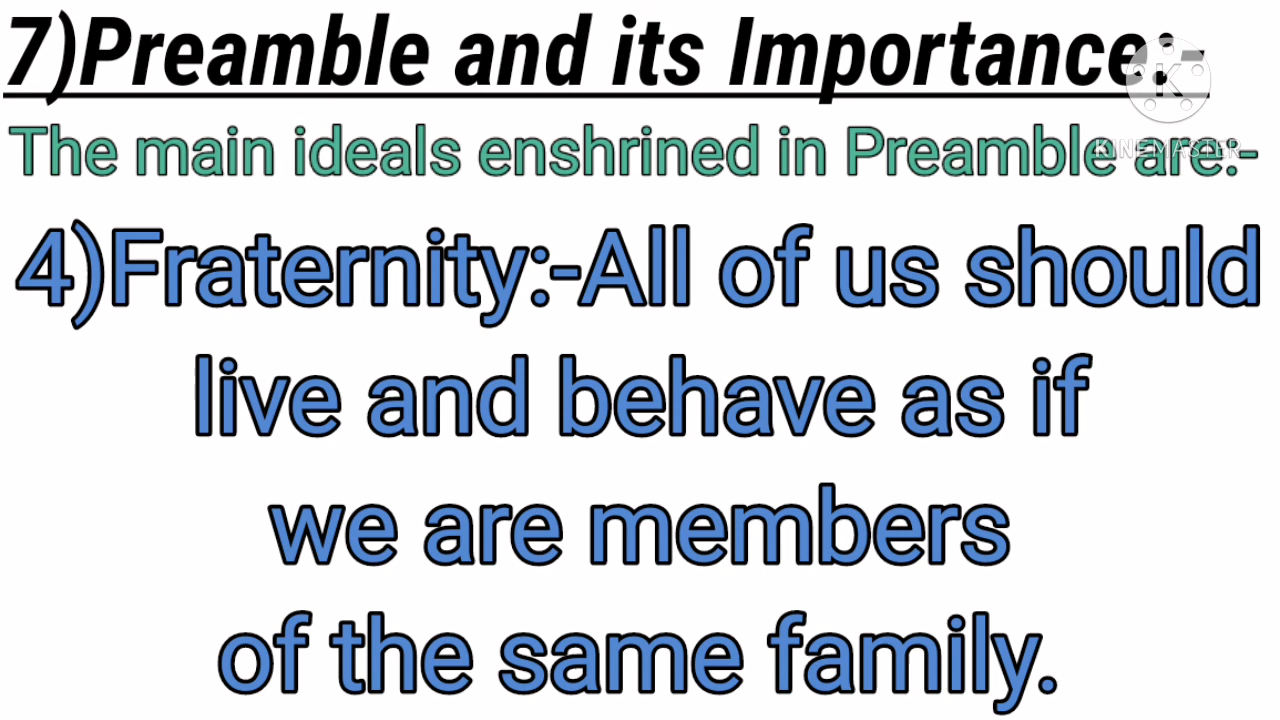 7)Preamble and its Importance:-
The main ideals enshrined in Preamble are:-
4)Fraternity:-All of us should
live and behave as if
we are members
of the same family.
K
KINEMASTER